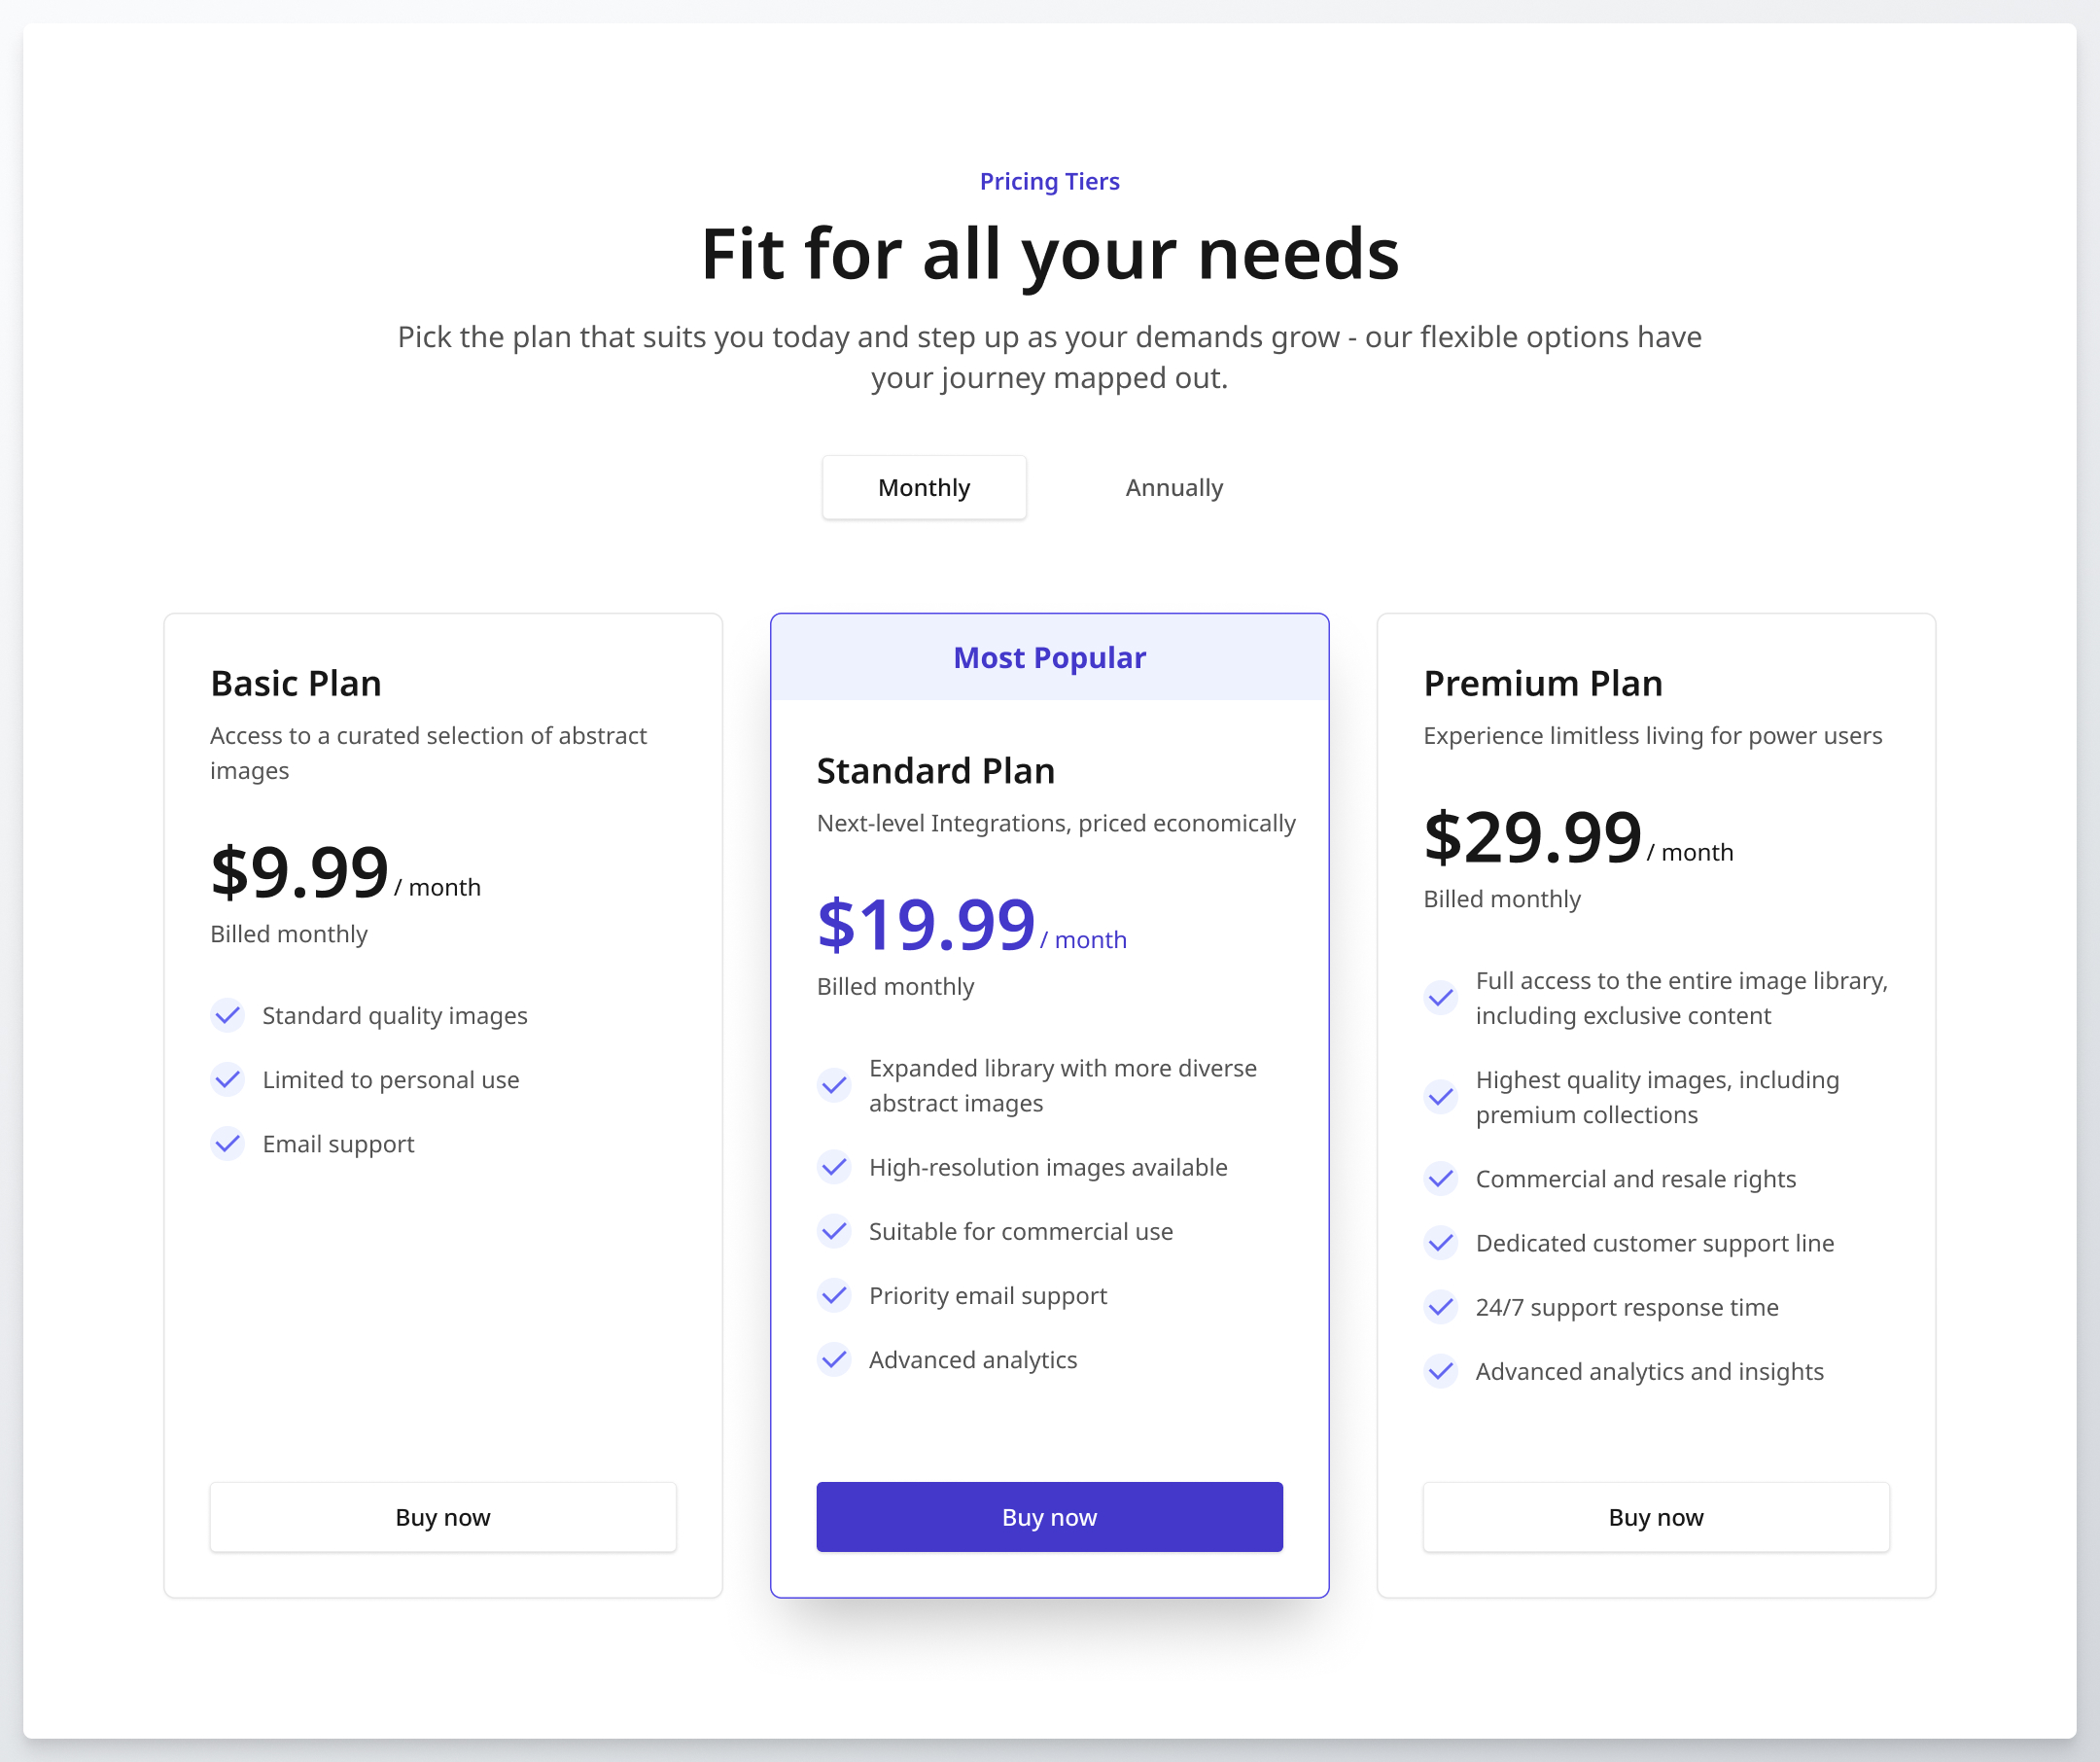 Pricing Tiers
Fit for all your needs
Pick the plan that suits you today and step up as your demands grow - our flexible options have
your journey mapped out.
Monthly
Annually
Basic Plan
Access to a curated selection of abstract
images
$9.99 / month
Billed monthly
Standard quality images
Limited to personal use
Email support
Buy now
Most Popular
Standard Plan
Next-level Integrations, priced economically
$19.99 / month
Billed monthly
Expanded library with more diverse
abstract images
High-resolution images available
Suitable for commercial use
Priority email support
Advanced analytics
Buy now
Premium Plan
Experience limitless living for power users
$29.99 / month
Billed monthly
Full access to the entire image library,
including exclusive content
Highest quality images, including
premium collections
Commercial and resale rights
Dedicated customer support line
24/7 support response time
Advanced analytics and insights
Buy now